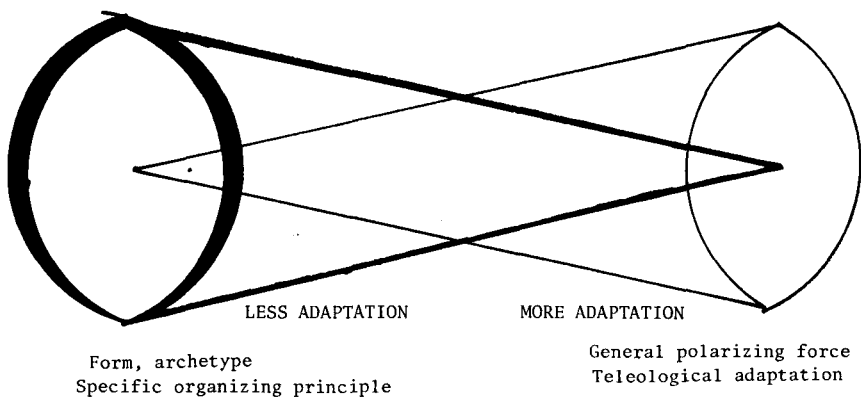 LESS ADAPTATION
MORE ADAPTATION
Form, archetype
Specific organizing principle
General polarizing force
Teleological adaptation